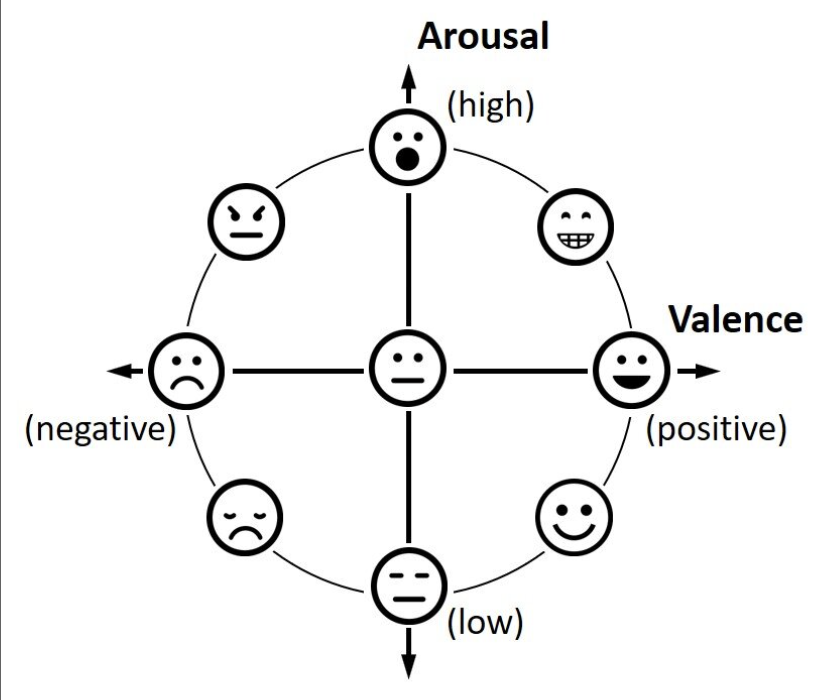 Arousal
(high)
Valence
(negative)
(positive)
(low)